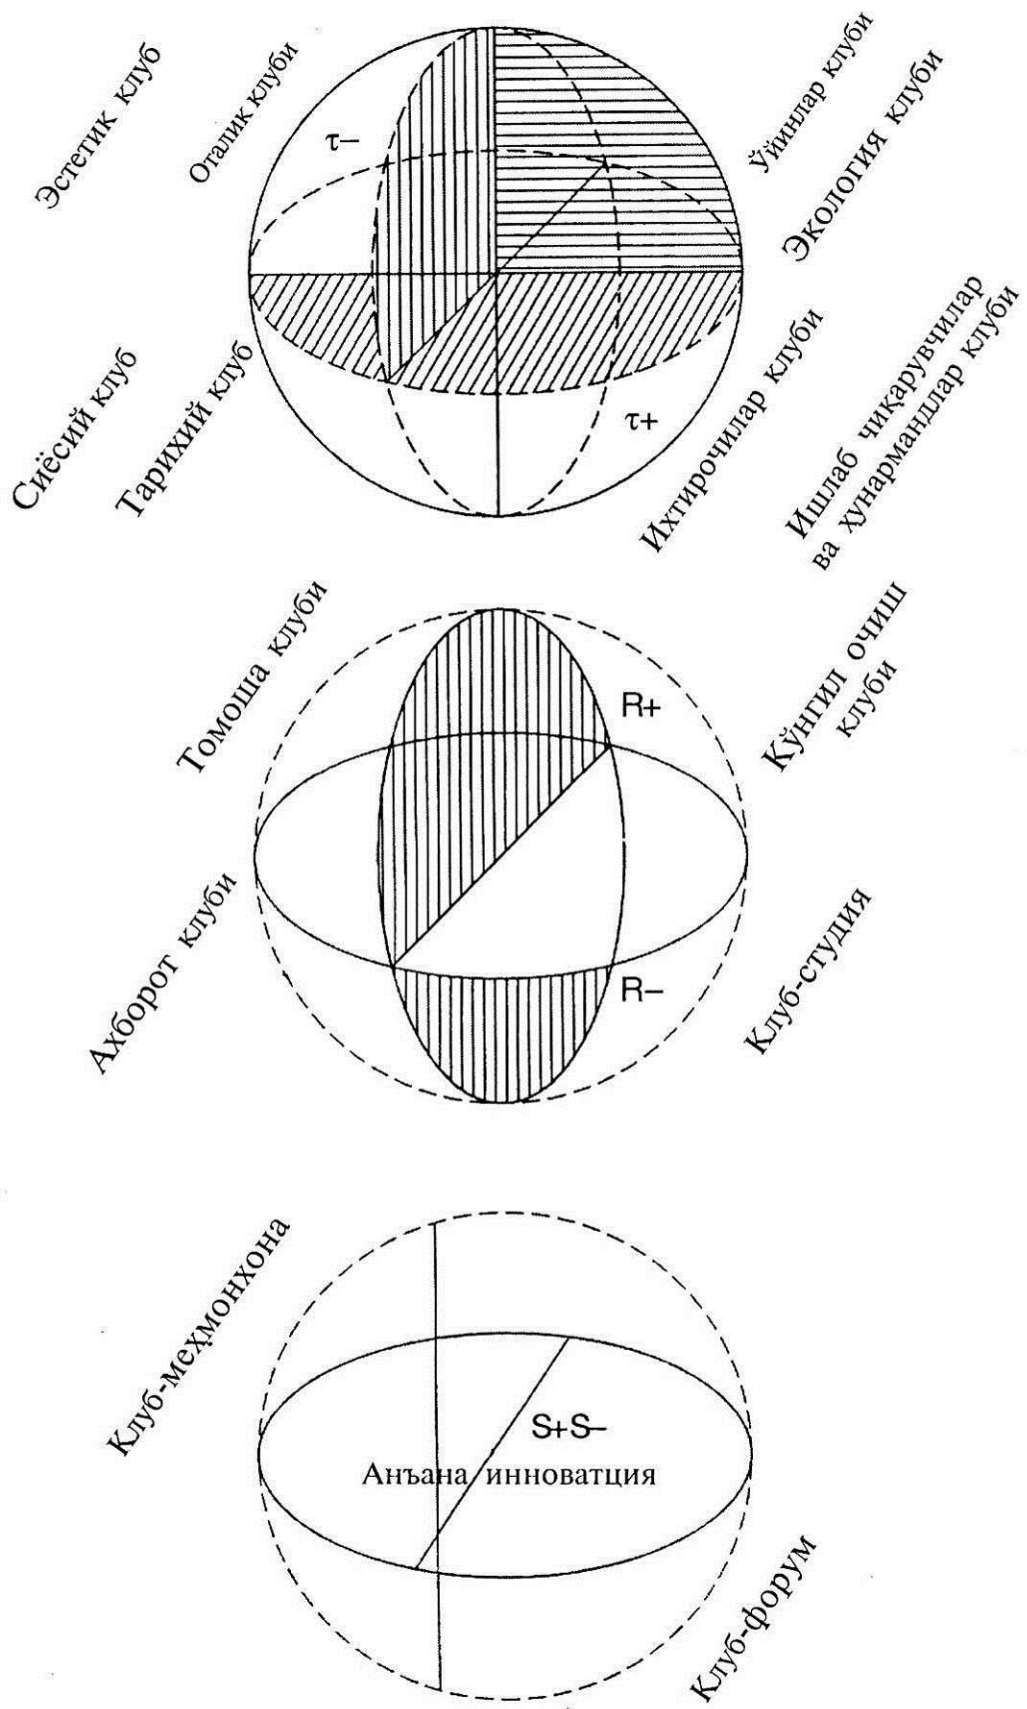 Эстетик клуб
Оталик клуби
Ўйинлар клуби
Экология клуби
τ−
τ+
Сиёсий клуб
Тарихий клуб
Ихтирочилар клуби
Ишлаб чиқарувчилар
ва ҳунармандлар клуби
Томоша клуби
R+
Кўнгил очиш
клуби
Ахборот клуби
R−
Клуб-студия
Клуб-меҳмонхона
S+S−
Анъана инноватция
Клуб-форум